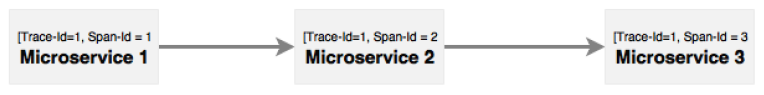 [Trace-Id=1, Span-Id = 1
Microservice 1
[Trace-Id=1, Span-Id = 2
Microservice 2
[Trace-Id=1, Span-Id = 3
Microservice 3